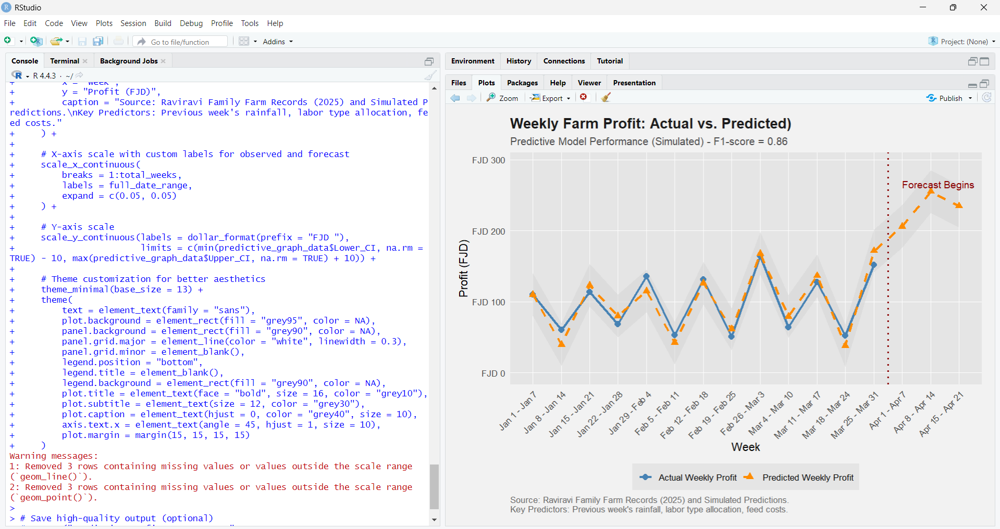 RStudio
File Edit Code View Plots Session Build Debug Profile Tools Help
Go to file/function Addins Project: (None)
Console Terminal Background Jobs
R 4.4.3 · ~/
+         x = "Week",
+         y = "Profit (FJD)",
+         caption = "Source: Raviravi Family Farm Records (2025) and Simulated P
redictions.\nKey Predictors: Previous week's rainfall, labor type allocation, fe
ed costs."
+     ) +
+
+     # X-axis scale with custom labels for observed and forecast
+     scale_x_continuous(
+         breaks = 1:total_weeks,
+         labels = full_date_range,
+         expand = c(0.05, 0.05)
+     ) +
+
+     # Y-axis scale
+     scale_y_continuous(labels = dollar_format(prefix = "FJD "),
+                        limits = c(min(predictive_graph_data$Lower_CI, na.rm =
TRUE) - 10, max(predictive_graph_data$Upper_CI, na.rm = TRUE) + 10)) +
+
+     # Theme customization for better aesthetics
+     theme_minimal(base_size = 13) +
+     theme(
+         text = element_text(family = "sans"),
+         plot.background = element_rect(fill = "grey95", color = NA),
+         panel.background = element_rect(fill = "grey90", color = NA),
+         panel.grid.major = element_line(color = "white", linewidth = 0.3),
+         panel.grid.minor = element_blank(),
+         legend.position = "bottom",
+         legend.title = element_blank(),
+         legend.background = element_rect(fill = "grey90", color = NA),
+         plot.title = element_text(face = "bold", size = 16, color = "grey10"),
+         plot.subtitle = element_text(size = 12, color = "grey30"),
+         plot.caption = element_text(hjust = 0, color = "grey40", size = 10),
+         axis.text.x = element_text(angle = 45, hjust = 1, size = 10),
+         plot.margin = margin(15, 15, 15, 15)
+     )
Warning messages:
1: Removed 3 rows containing missing values or values outside the scale range
(`geom_line()`).
2: Removed 3 rows containing missing values or values outside the scale range
(`geom_point()`).
>
> # Save high-quality output (optional)
Environment History Connections Tutorial
Files Plots Packages Help Viewer Presentation
Zoom Export Publish
Weekly Farm Profit: Actual vs. Predicted)
Predictive Model Performance (Simulated) - F1-score = 0.86
FJD 300
Forecast Begins
FJD 200
Profit (FJD)
FJD 100
FJD 0
Jan 1 - Jan 7
Jan 8 - Jan 14
Jan 15 - Jan 21
Jan 22 - Jan 28
Jan 29 - Feb 4
Feb 5 - Feb 11
Feb 12 - Feb 18
Feb 19 - Feb 25
Feb 26 - Mar 3
Mar 4 - Mar 10
Mar 11 - Mar 17
Mar 18 - Mar 24
Mar 25 - Mar 31
Apr 1 - Apr 7
Apr 8 - Apr 14
Apr 15 - Apr 21
Week
Actual Weekly Profit Predicted Weekly Profit
Source: Raviravi Family Farm Records (2025) and Simulated Predictions.
Key Predictors: Previous week's rainfall, labor type allocation, feed costs.